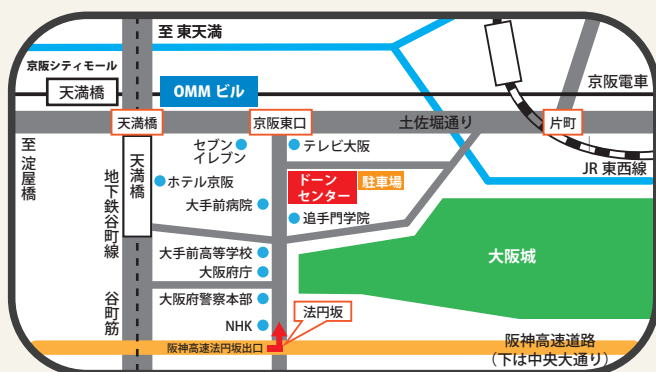 至 東天満
京阪シティモール
天満橋
OMM ビル
京阪電車
天満橋
京阪東口
土佐堀通り
片町
至 淀屋橋
天満橋
地下鉄谷町線
セブン
イレブン
テレビ大阪
JR 東西線
ホテル京阪
ドーン
センター
駐車場
大手前病院
追手門学院
大手前高等学校
大阪府庁
大阪城
谷町筋
大阪府警察本部
法円坂
NHK
阪神高速法円坂出口
阪神高速道路
(下は中央大通り)